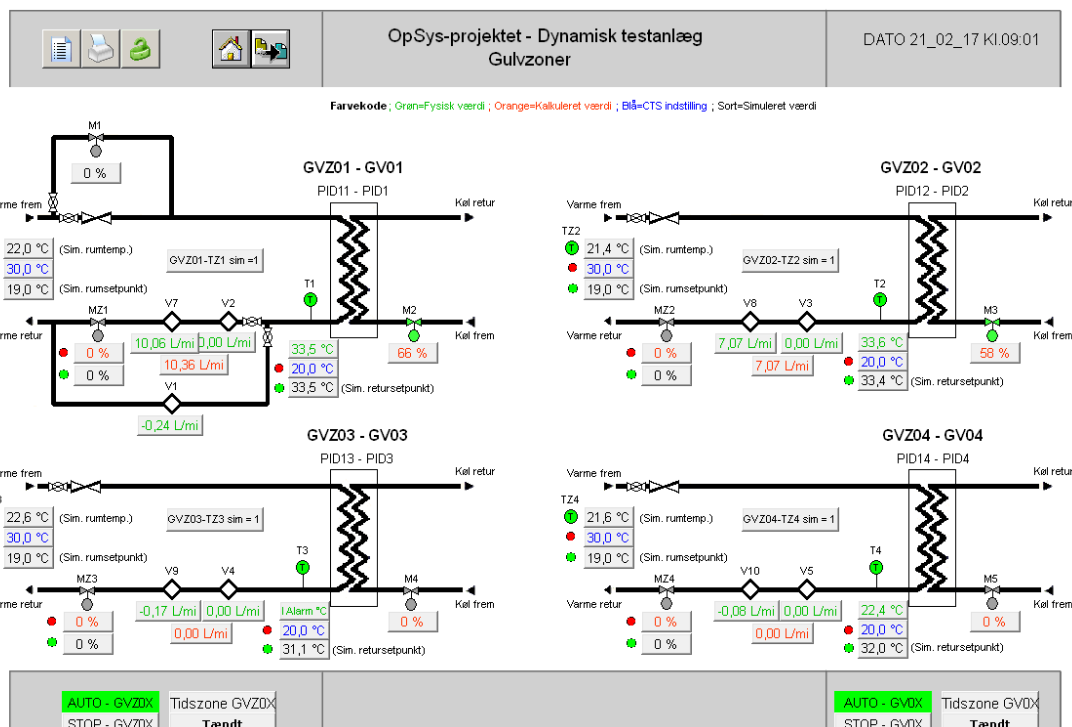 OpSys-projektet - Dynamisk testanlæg
Gulvzoner
DATO 21_02_17 Kl.09:01
Farvekode ; Grøn=Fysisk værdi ; Orange=Kalkuleret værdi ; Blå=CTS indstilling ; Sort=Simuleret værdi
M1
0 %
GVZ01 - GV01
PID11 - PID1
rme frem
Køl retur
22,0 °C (Sim. rumtemp.)
30,0 °C
19,0 °C (Sim. rumsetpunkt)
GVZ01-TZ1 sim =1
T1
T
MZ1
V7
V2
M2
rme retur
Køl frem
0 %
0 %
10,06 L/mi
0,00 L/mi
10,36 L/mi
33,5 °C
20,0 °C
33,5 °C (Sim. retursetpunkt)
66 %
V1
-0,24 L/mi
GVZ02 - GV02
PID12 - PID2
Varme frem
Køl retur
TZ2
T
21,4 °C (Sim. rumtemp.)
30,0 °C
19,0 °C (Sim. rumsetpunkt)
GVZ02-TZ2 sim = 1
T2
T
MZ2
V8
V3
M3
Varme retur
Køl frem
0 %
0 %
7,07 L/mi
0,00 L/mi
7,07 L/mi
33,6 °C
20,0 °C
33,4 °C (Sim. retursetpunkt)
58 %
GVZ03 - GV03
PID13 - PID3
rme frem
Køl retur
3
22,6 °C (Sim. rumtemp.)
30,0 °C
19,0 °C (Sim. rumsetpunkt)
GVZ03-TZ3 sim = 1
T3
T
MZ3
V9
V4
M4
rme retur
Køl frem
0 %
0 %
-0,17 L/mi
0,00 L/mi
0,00 L/mi
l Alarm °C
20,0 °C
31,1 °C (Sim. retursetpunkt)
0 %
GVZ04 - GV04
PID14 - PID4
Varme frem
Køl retur
TZ4
T
21,6 °C (Sim. rumtemp.)
30,0 °C
19,0 °C (Sim. rumsetpunkt)
GVZ04-TZ4 sim = 1
T4
T
MZ4
V10
V5
M5
Varme retur
Køl frem
0 %
0 %
-0,08 L/mi
0,00 L/mi
0,00 L/mi
22,4 °C
20,0 °C
32,0 °C (Sim. retursetpunkt)
0 %
AUTO - GVZ0X
Tidszone GVZ0X
STOP - GVZ0X
Tændt
AUTO - GV0X
Tidszone GV0X
STOP - GV0X
Tændt